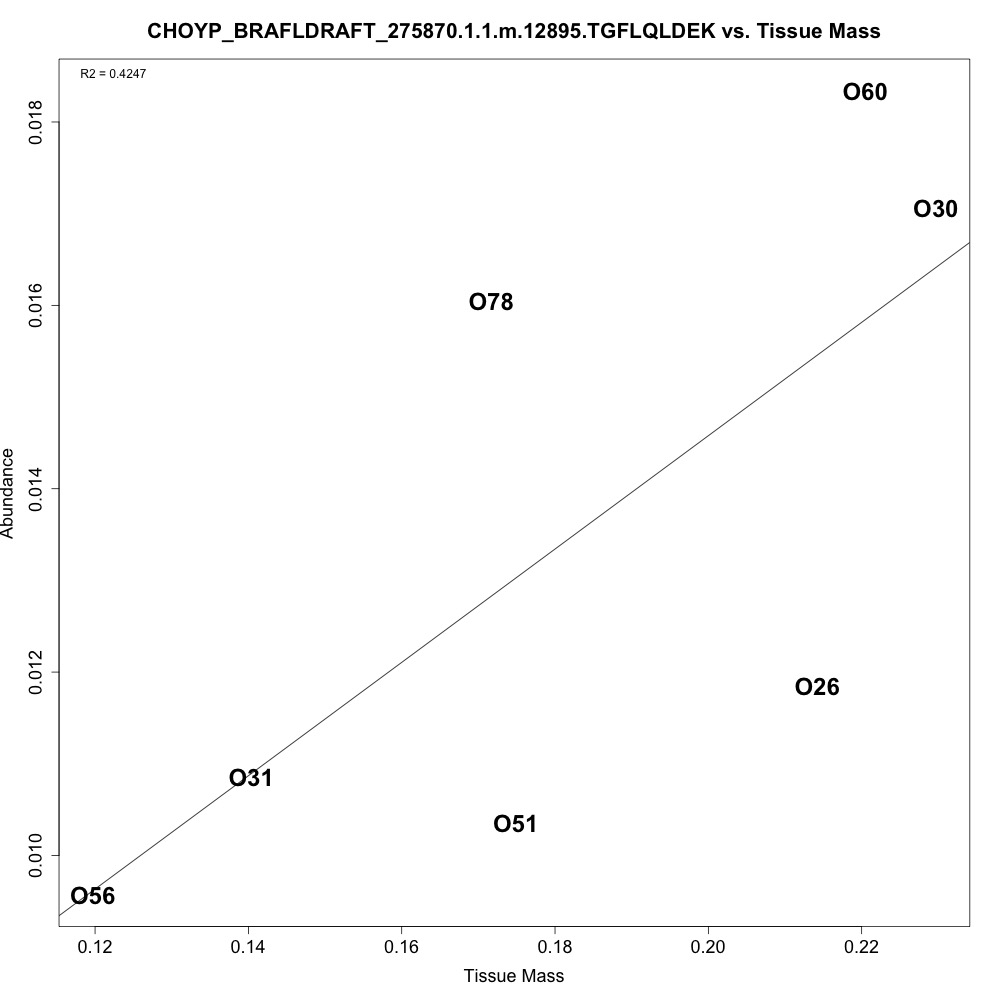 CHOYP_BRAFLDRAFT_275870.1.1.m.12895.TGFLQLDEK vs. Tissue Mass
R2 = 0.4247
O60
0.018
O30
O78
0.016
Abundance
0.014
0.012
O26
O31
O51
0.010
O56
0.12 0.14 0.16 0.18 0.20 0.22
Tissue Mass